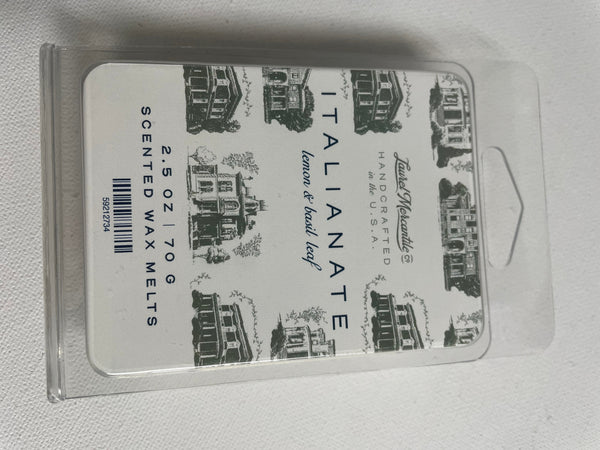 Laurel Mercantile Co
HANDCRAFTED
in the U.S.A.
ITALIANATE
lemon & basil leaf
2.5 OZ | 70 G
SCENTED WAX MELTS
59212734